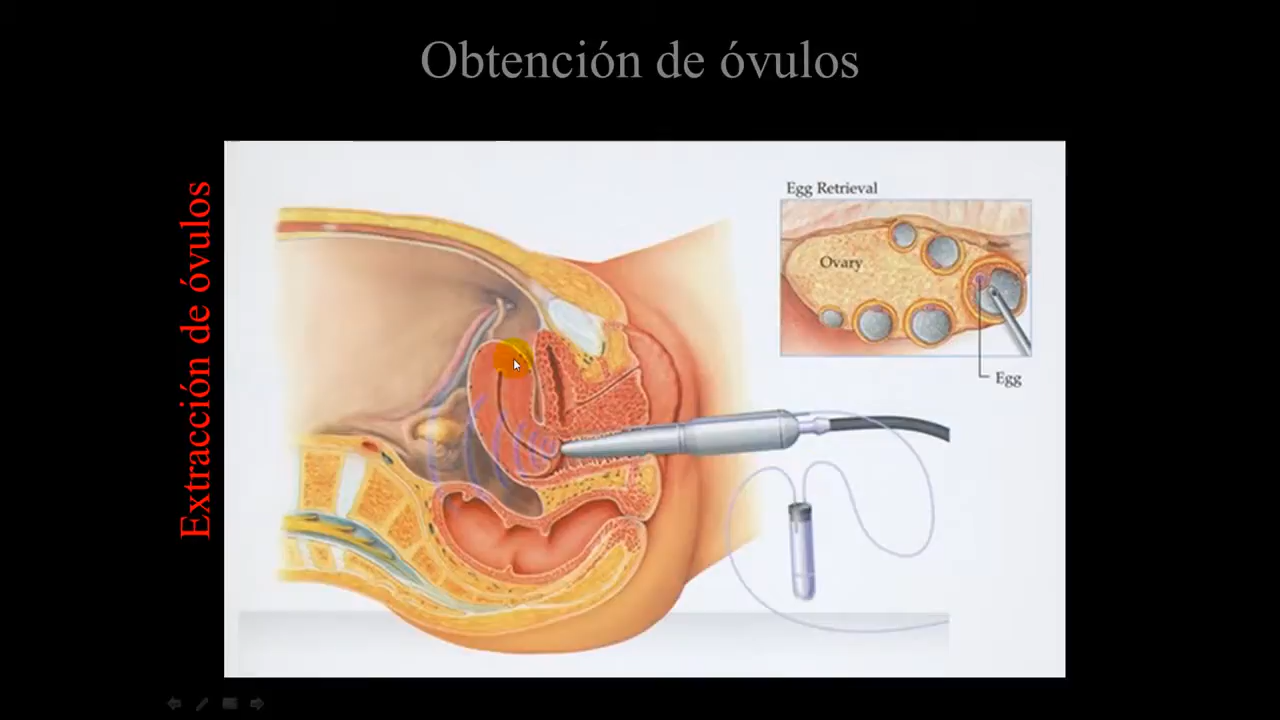 Obtención de óvulos
Extracción de óvulos
Egg Retrieval
Ovary
Egg